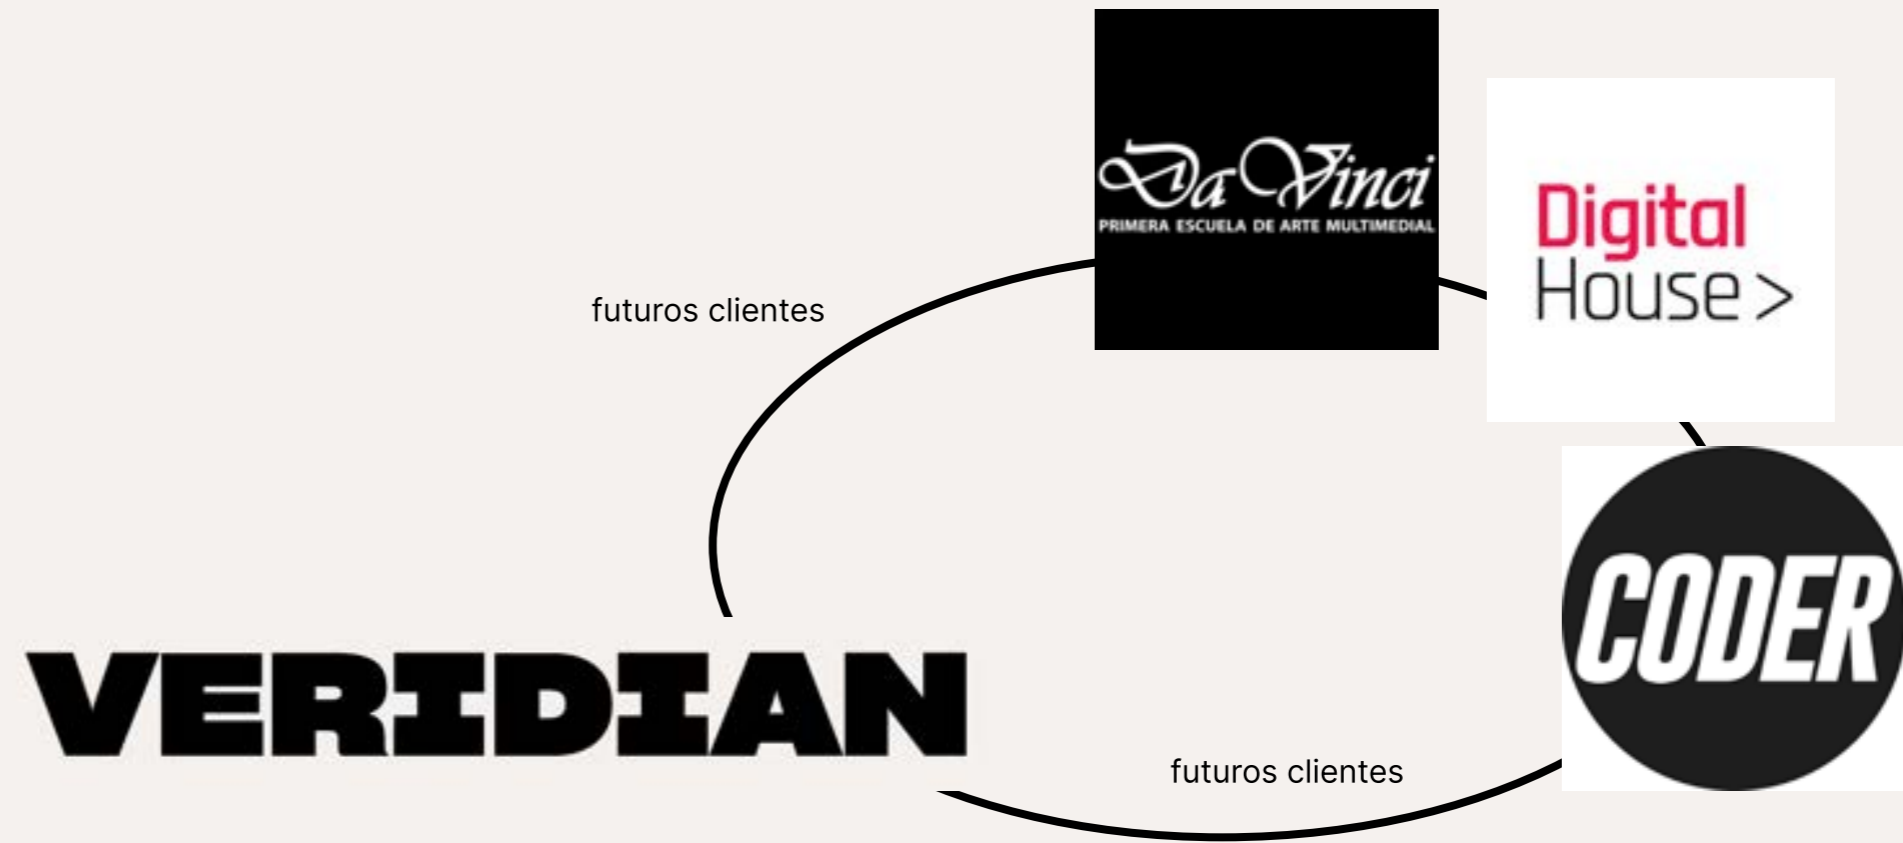 Da Vinci
PRIMERA ESCUELA DE ARTE MULTIMEDIAL
Digital
House >
futuros clientes
CODER
VERIDIAN
futuros clientes